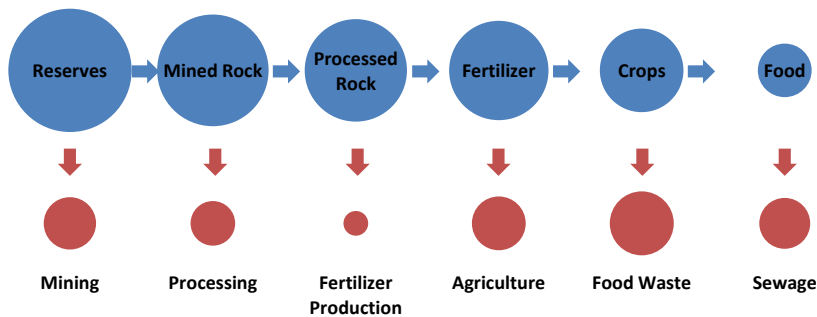 Reserves
Mined Rock
Processed
Rock
Fertilizer
Crops
Food
Mining
Processing
Fertilizer
Production
Agriculture
Food Waste
Sewage